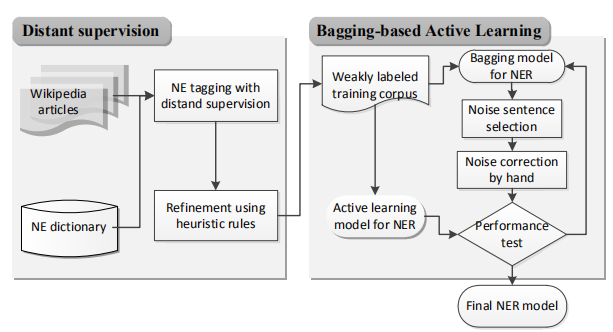 Distant supervision
Wikipedia
articles
NE tagging with
distand supervision
NE dictionary
Refinement using
heuristic rules
Bagging-based Active Learning
Weakly labeled
training corpus
Bagging model
for NER
Noise sentence
selection
Noise correction
by hand
Active learning
model for NER
Performance
test
Final NER model